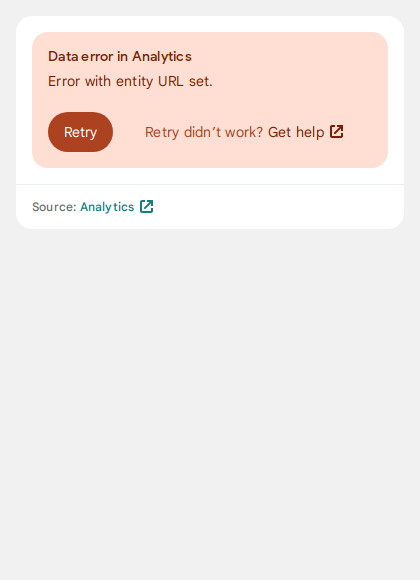 Data error in Analytics
Error with entity URL set.
Retry
Retry didn’t work? Get help
Source: Analytics